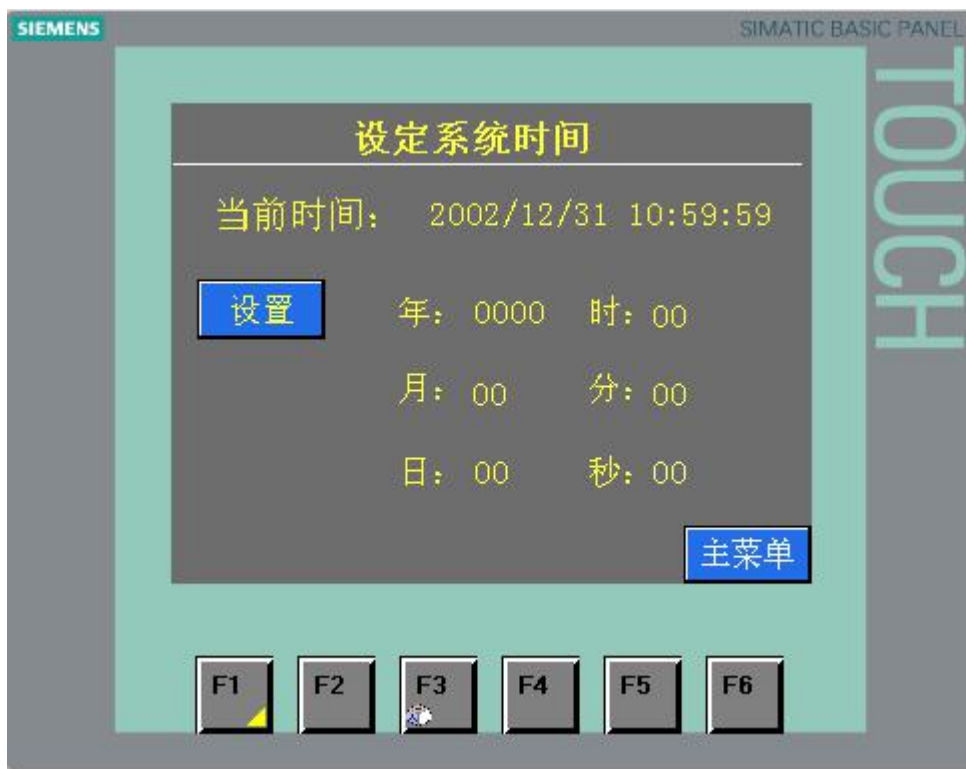 SIEMENS
SIMATIC BASIC PANEL
TOUCH
设定系统时间
当前时间: 2002/12/31 10:59:59
设置
年: 0000 时: 00
月: 00 分: 00
日: 00 秒: 00
主菜单
F1 F2 F3 F4 F5 F6